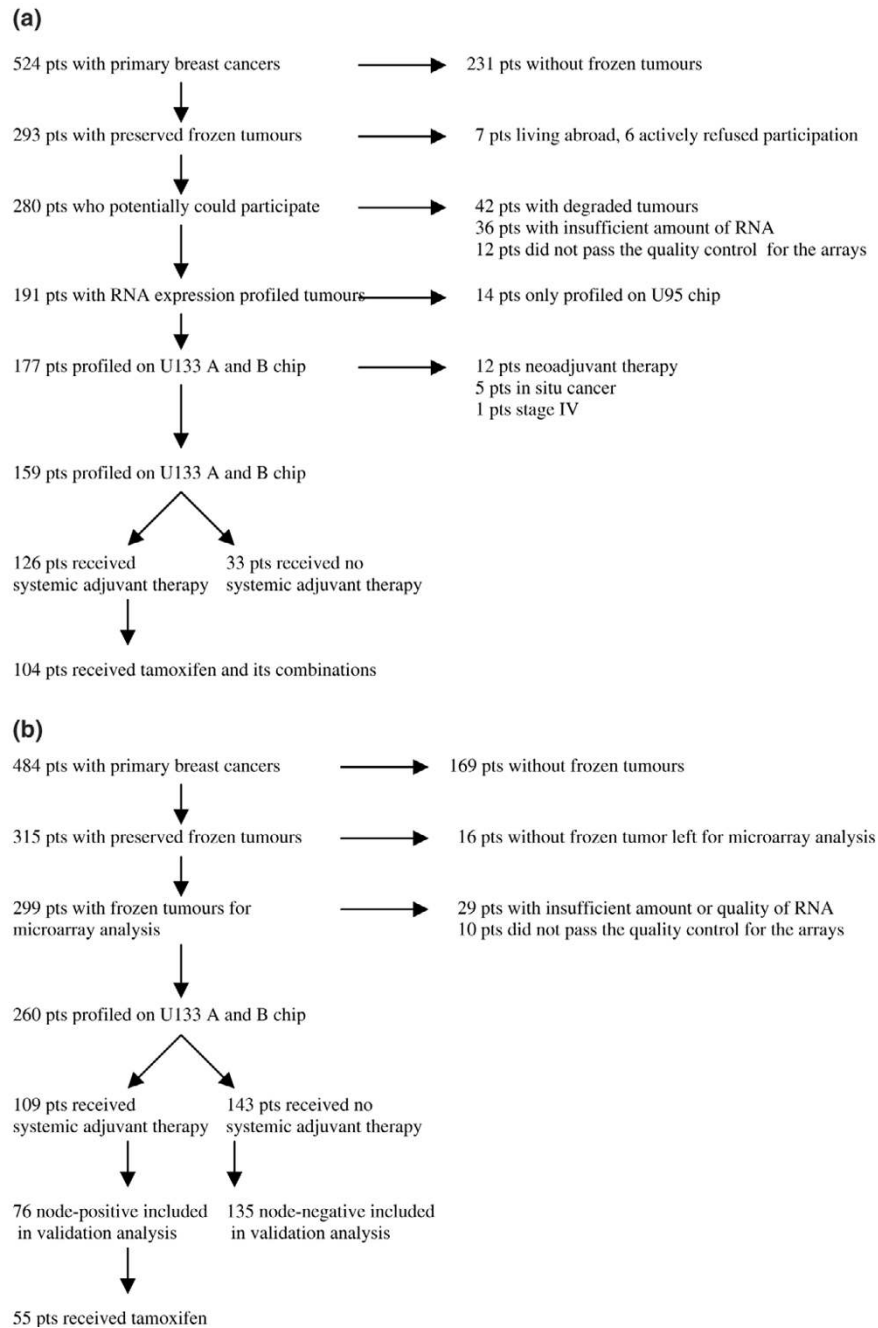 (a)
524 pts with primary breast cancers
231 pts without frozen tumours
293 pts with preserved frozen tumours
7 pts living abroad, 6 actively refused participation
280 pts who potentially could participate
42 pts with degraded tumours
36 pts with insufficient amount of RNA
12 pts did not pass the quality control for the arrays
191 pts with RNA expression profiled tumours
14 pts only profiled on U95 chip
177 pts profiled on U133 A and B chip
12 pts neoadjuvant therapy
5 pts in situ cancer
1 pts stage IV
159 pts profiled on U133 A and B chip
126 pts received
systemic adjuvant therapy
33 pts received no
systemic adjuvant therapy
104 pts received tamoxifen and its combinations
(b)
484 pts with primary breast cancers
169 pts without frozen tumours
315 pts with preserved frozen tumours
16 pts without frozen tumor left for microarray analysis
299 pts with frozen tumours for
microarray analysis
29 pts with insufficient amount or quality of RNA
10 pts did not pass the quality control for the arrays
260 pts profiled on U133 A and B chip
109 pts received
systemic adjuvant therapy
143 pts received no
systemic adjuvant therapy
76 node-positive included
in validation analysis
135 node-negative included
in validation analysis
55 pts received tamoxifen